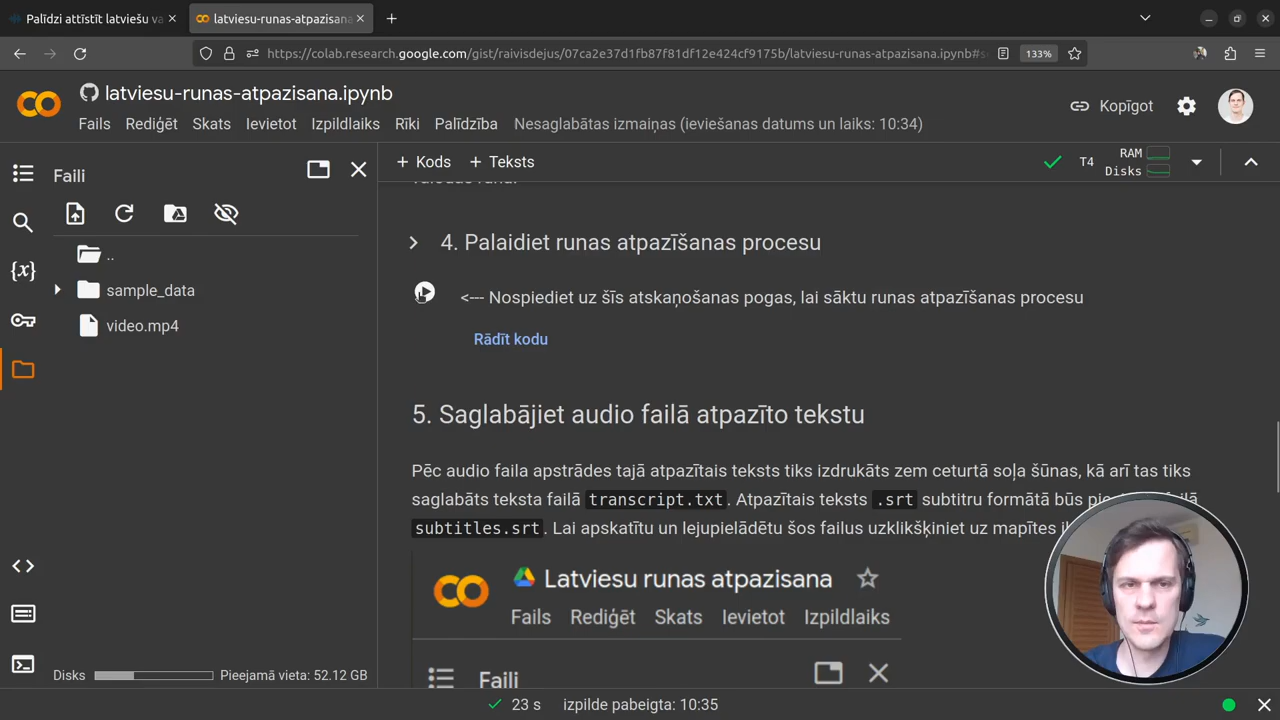 Palīdzi attīstīt latviešu va
latviesu-runas-atpazisana
https://colab.research.google.com/gist/raivisdejus/07ca2e37d1fb87f81df12e424cf9175b/latviesu-runas-atpazisana.ipynb#s
133%
latviesu-runas-atpazisana.ipynb
Kopīgot
Fails Rediģēt Skats Ievietot Izpildlaiks Rīki Palīdzība Nesaglabātas izmaiņas (ieviešanas datums un laiks: 10:34)
Faili
+ Kods + Teksts
T4
RAM
Disks
..
sample_data
video.mp4
4. Palaidiet runas atpazīšanas procesu
<--- Nospiediet uz šīs atskaņošanas pogas, lai sāktu runas atpazīšanas procesu
Rādīt kodu
5. Saglabājiet audio failā atpazīto tekstu
Pēc audio faila apstrādes tajā atpazītais teksts tiks izdrukāts zem ceturtā soļa šūnas, kā arī tas tiks
saglabāts teksta failā transcript.txt. Atpazītais teksts .srt subtitru formātā būs
subtitles.srt. Lai apskatītu un lejupielādētu šos failus uzklikšķiniet uz mapītes
Latviesu runas atpazisana
Fails Rediģēt Skats Ievietot Izpildlaiks
Faili
Disks Pieejamā vieta: 52.12 GB
23 s izpilde pabeigta: 10:35